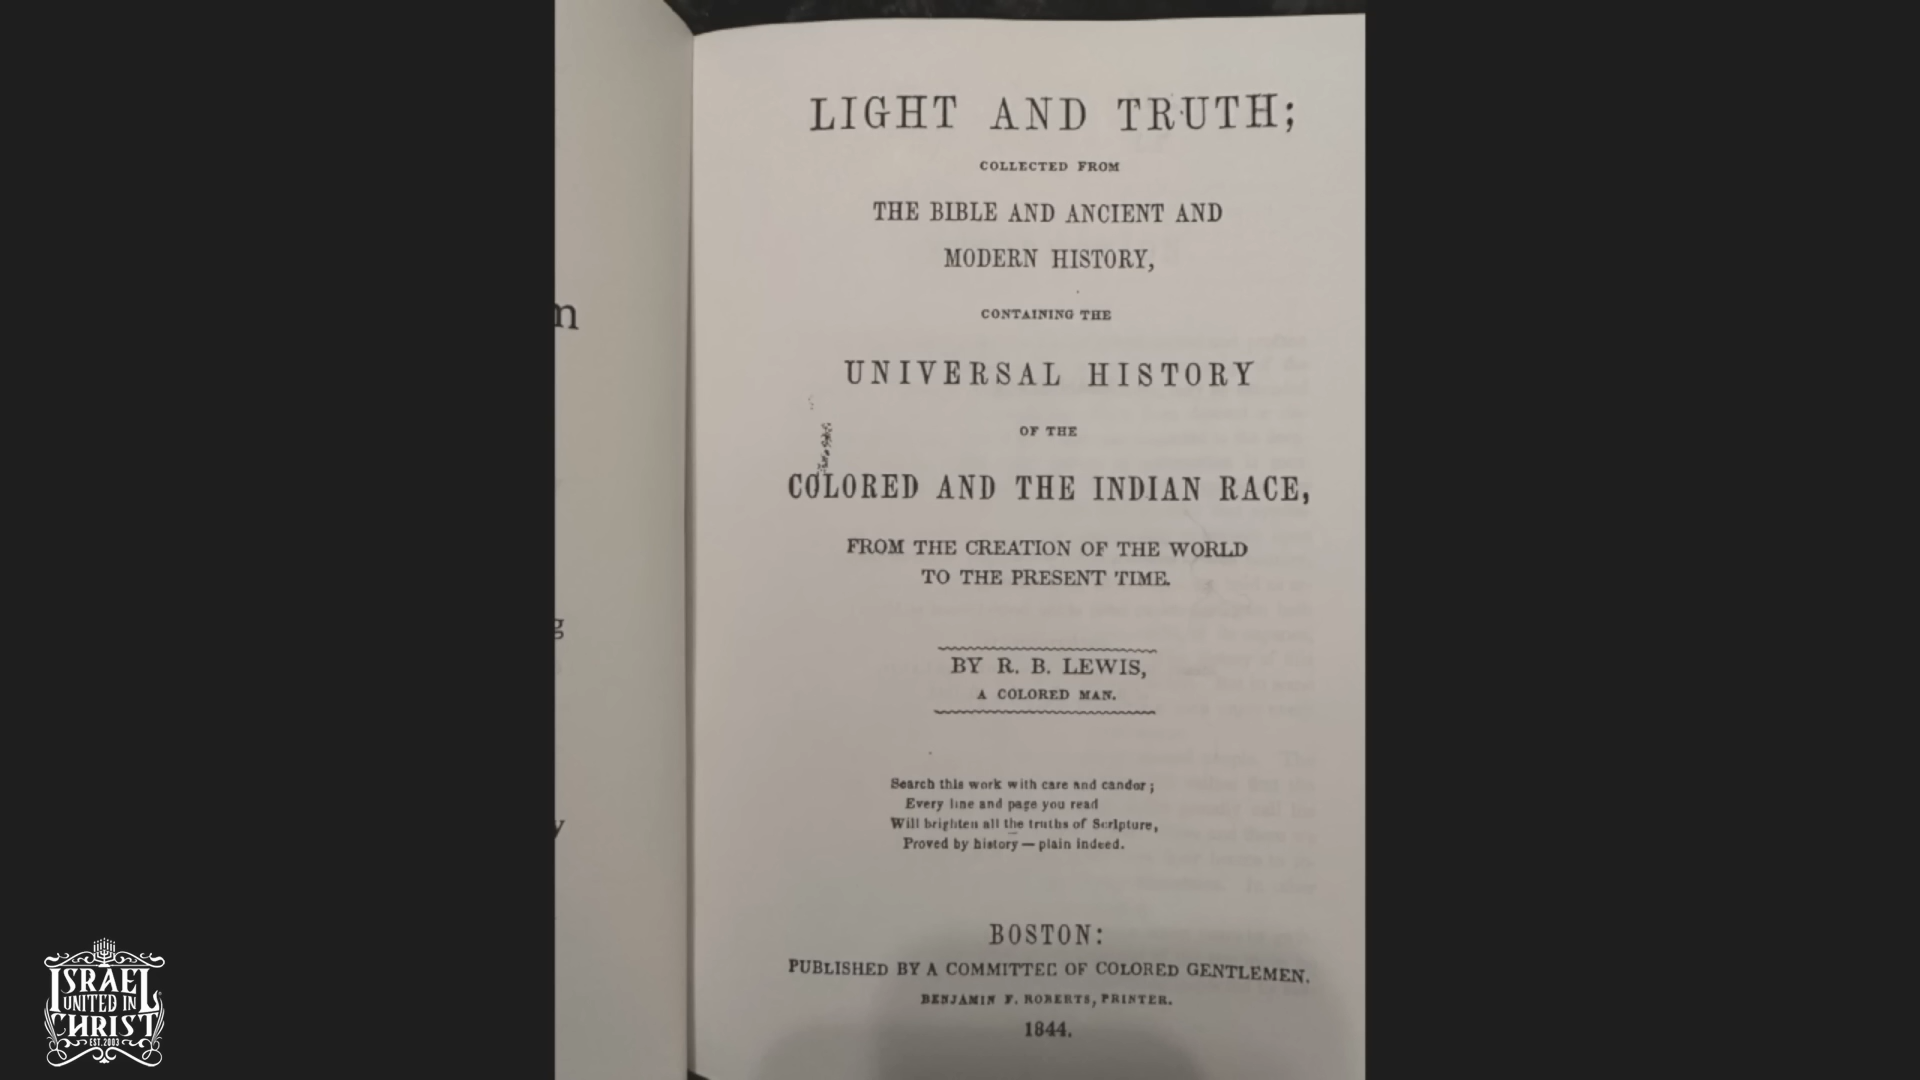 LIGHT AND TRUTH;
COLLECTED FROM
THE BIBLE AND ANCIENT AND
MODERN HISTORY,
CONTAINING THE
UNIVERSAL HISTORY
OF THE
COLORED AND THE INDIAN RACE,
FROM THE CREATION OF THE WORLD
TO THE PRESENT TIME.
BY R. B. LEWIS,
A COLORED MAN.
Search this work with care and candor;
Every line and page you read
Will brighten all the truths of Scripture,
Proved by history — plain indeed.
BOSTON:
PUBLISHED BY A COMMITTEE OF COLORED GENTLEMEN.
BENJAMIN F. ROBERTS, PRINTER.
1844.
ISRAEL
UNITED IN
CHRIST
EST. 2003